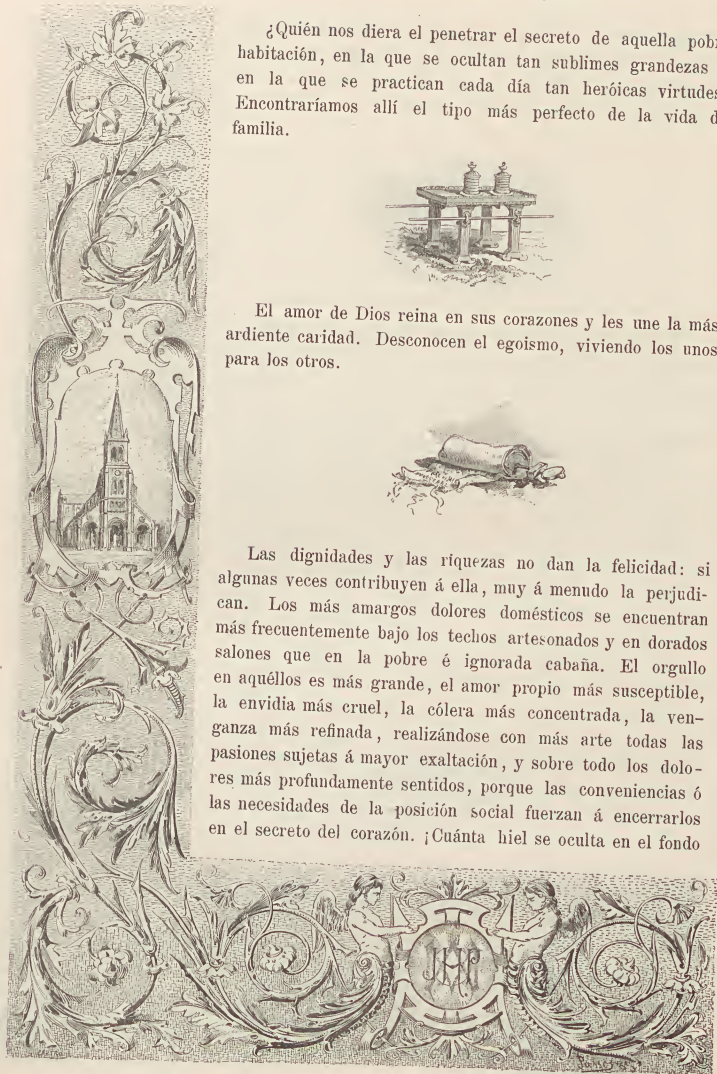 ¿Quién nos diera el penetrar el secreto de aquella pobr
habitación, en la que se ocultan tan sublimes grandezas
en la que se practican cada día tan heróicas virtudes
Encontraríamos allí el tipo más perfecto de la vida d
familia.
El amor de Dios reina en sus corazones y les une la más
ardiente caridad. Desconocen el egoismo, viviendo los unos
para los otros.
Las dignidades y las ríquezas no dan la felicidad: si
algunas veces contribuyen á ella, muy á menudo la perjudi-
can. Los más amargos dolores domésticos se encuentran
más frecuentemente bajo los techos artesonados y en dorados
salones que en la pobre é ignorada cabaña. El orgullo
en aquéllos es más grande, el amor propio más susceptible,
la envidia más cruel, la cólera más concentrada, la ven-
ganza más refinada, realizándose con más arte todas las
pasiones sujetas á mayor exaltación, y sobre todo los dolo-
res más profundamente sentidos, porque las conveniencias ó
las necesidades de la posición social fuerzan á encerrarlos
en el secreto del corazón. ¡Cuánta hiel se oculta en el fondo